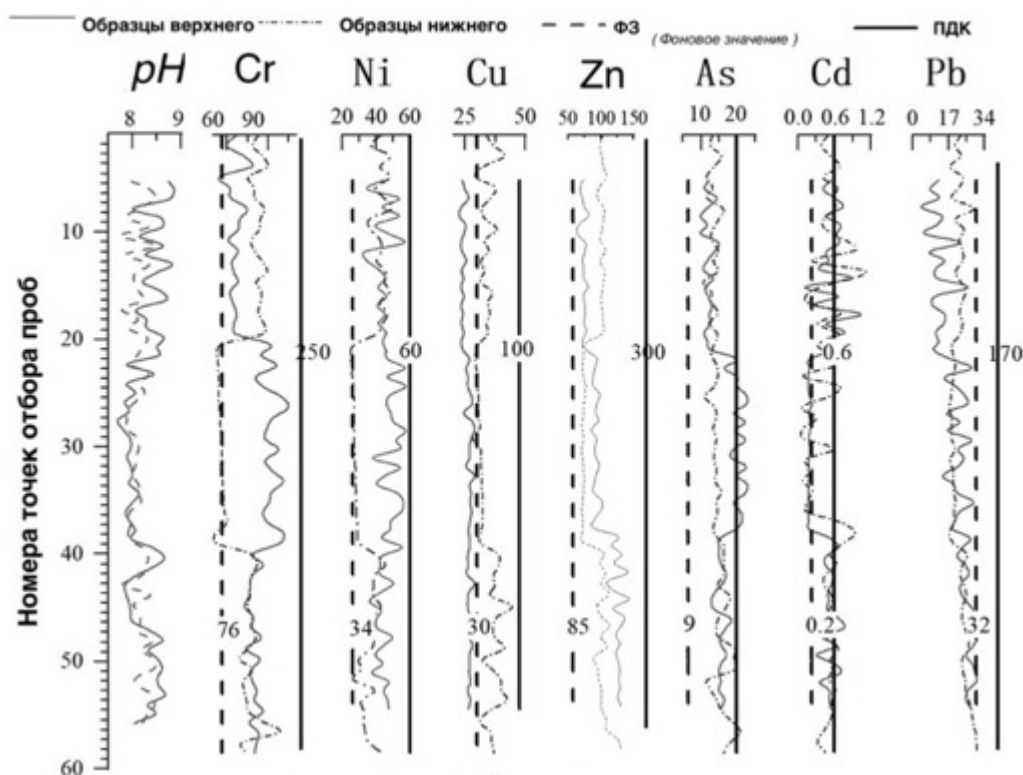 Образцы верхнего Образцы нижнего ФЗ (Фоновое значение) ПДК
pH Cr Ni Cu Zn As Cd Pb
8 9 60 90 20 40 60 25 50 50 100 150 10 20 0.0 0.6 1.2 0 17 34
10
20
250 60 100 300 0.6 170
30
40
76 34 30 85 9 0.2 32
50
60
Номера точек отбора проб